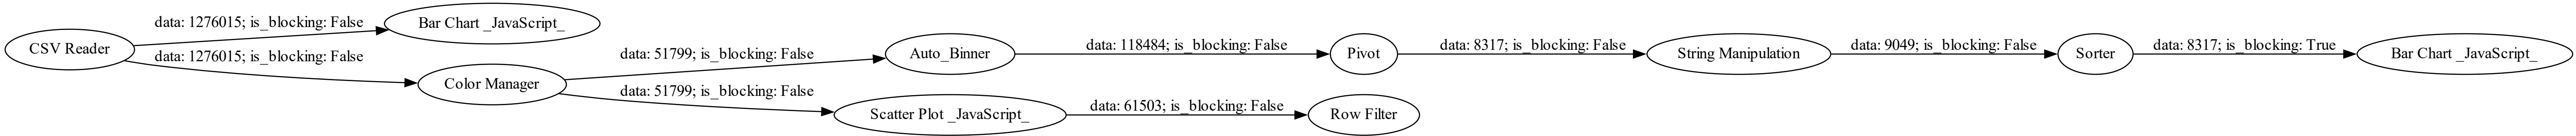 CSV Reader
data: 1276015; is_blocking: False
Bar Chart _JavaScript_
data: 1276015; is_blocking: False
Color Manager
data: 51799; is_blocking: False
Auto_Binner
data: 118484; is_blocking: False
Pivot
data: 8317; is_blocking: False
String Manipulation
data: 9049; is_blocking: False
Sorter
data: 8317; is_blocking: True
Bar Chart _JavaScript_
data: 51799; is_blocking: False
Scatter Plot _JavaScript_
data: 61503; is_blocking: False
Row Filter